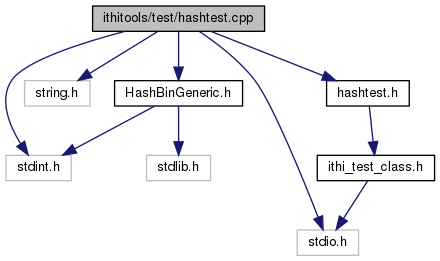 ithitools/test/hashtest.cpp
string.h
HashBinGeneric.h
hashtest.h
stdint.h
stdlib.h
ithi_test_class.h
stdio.h